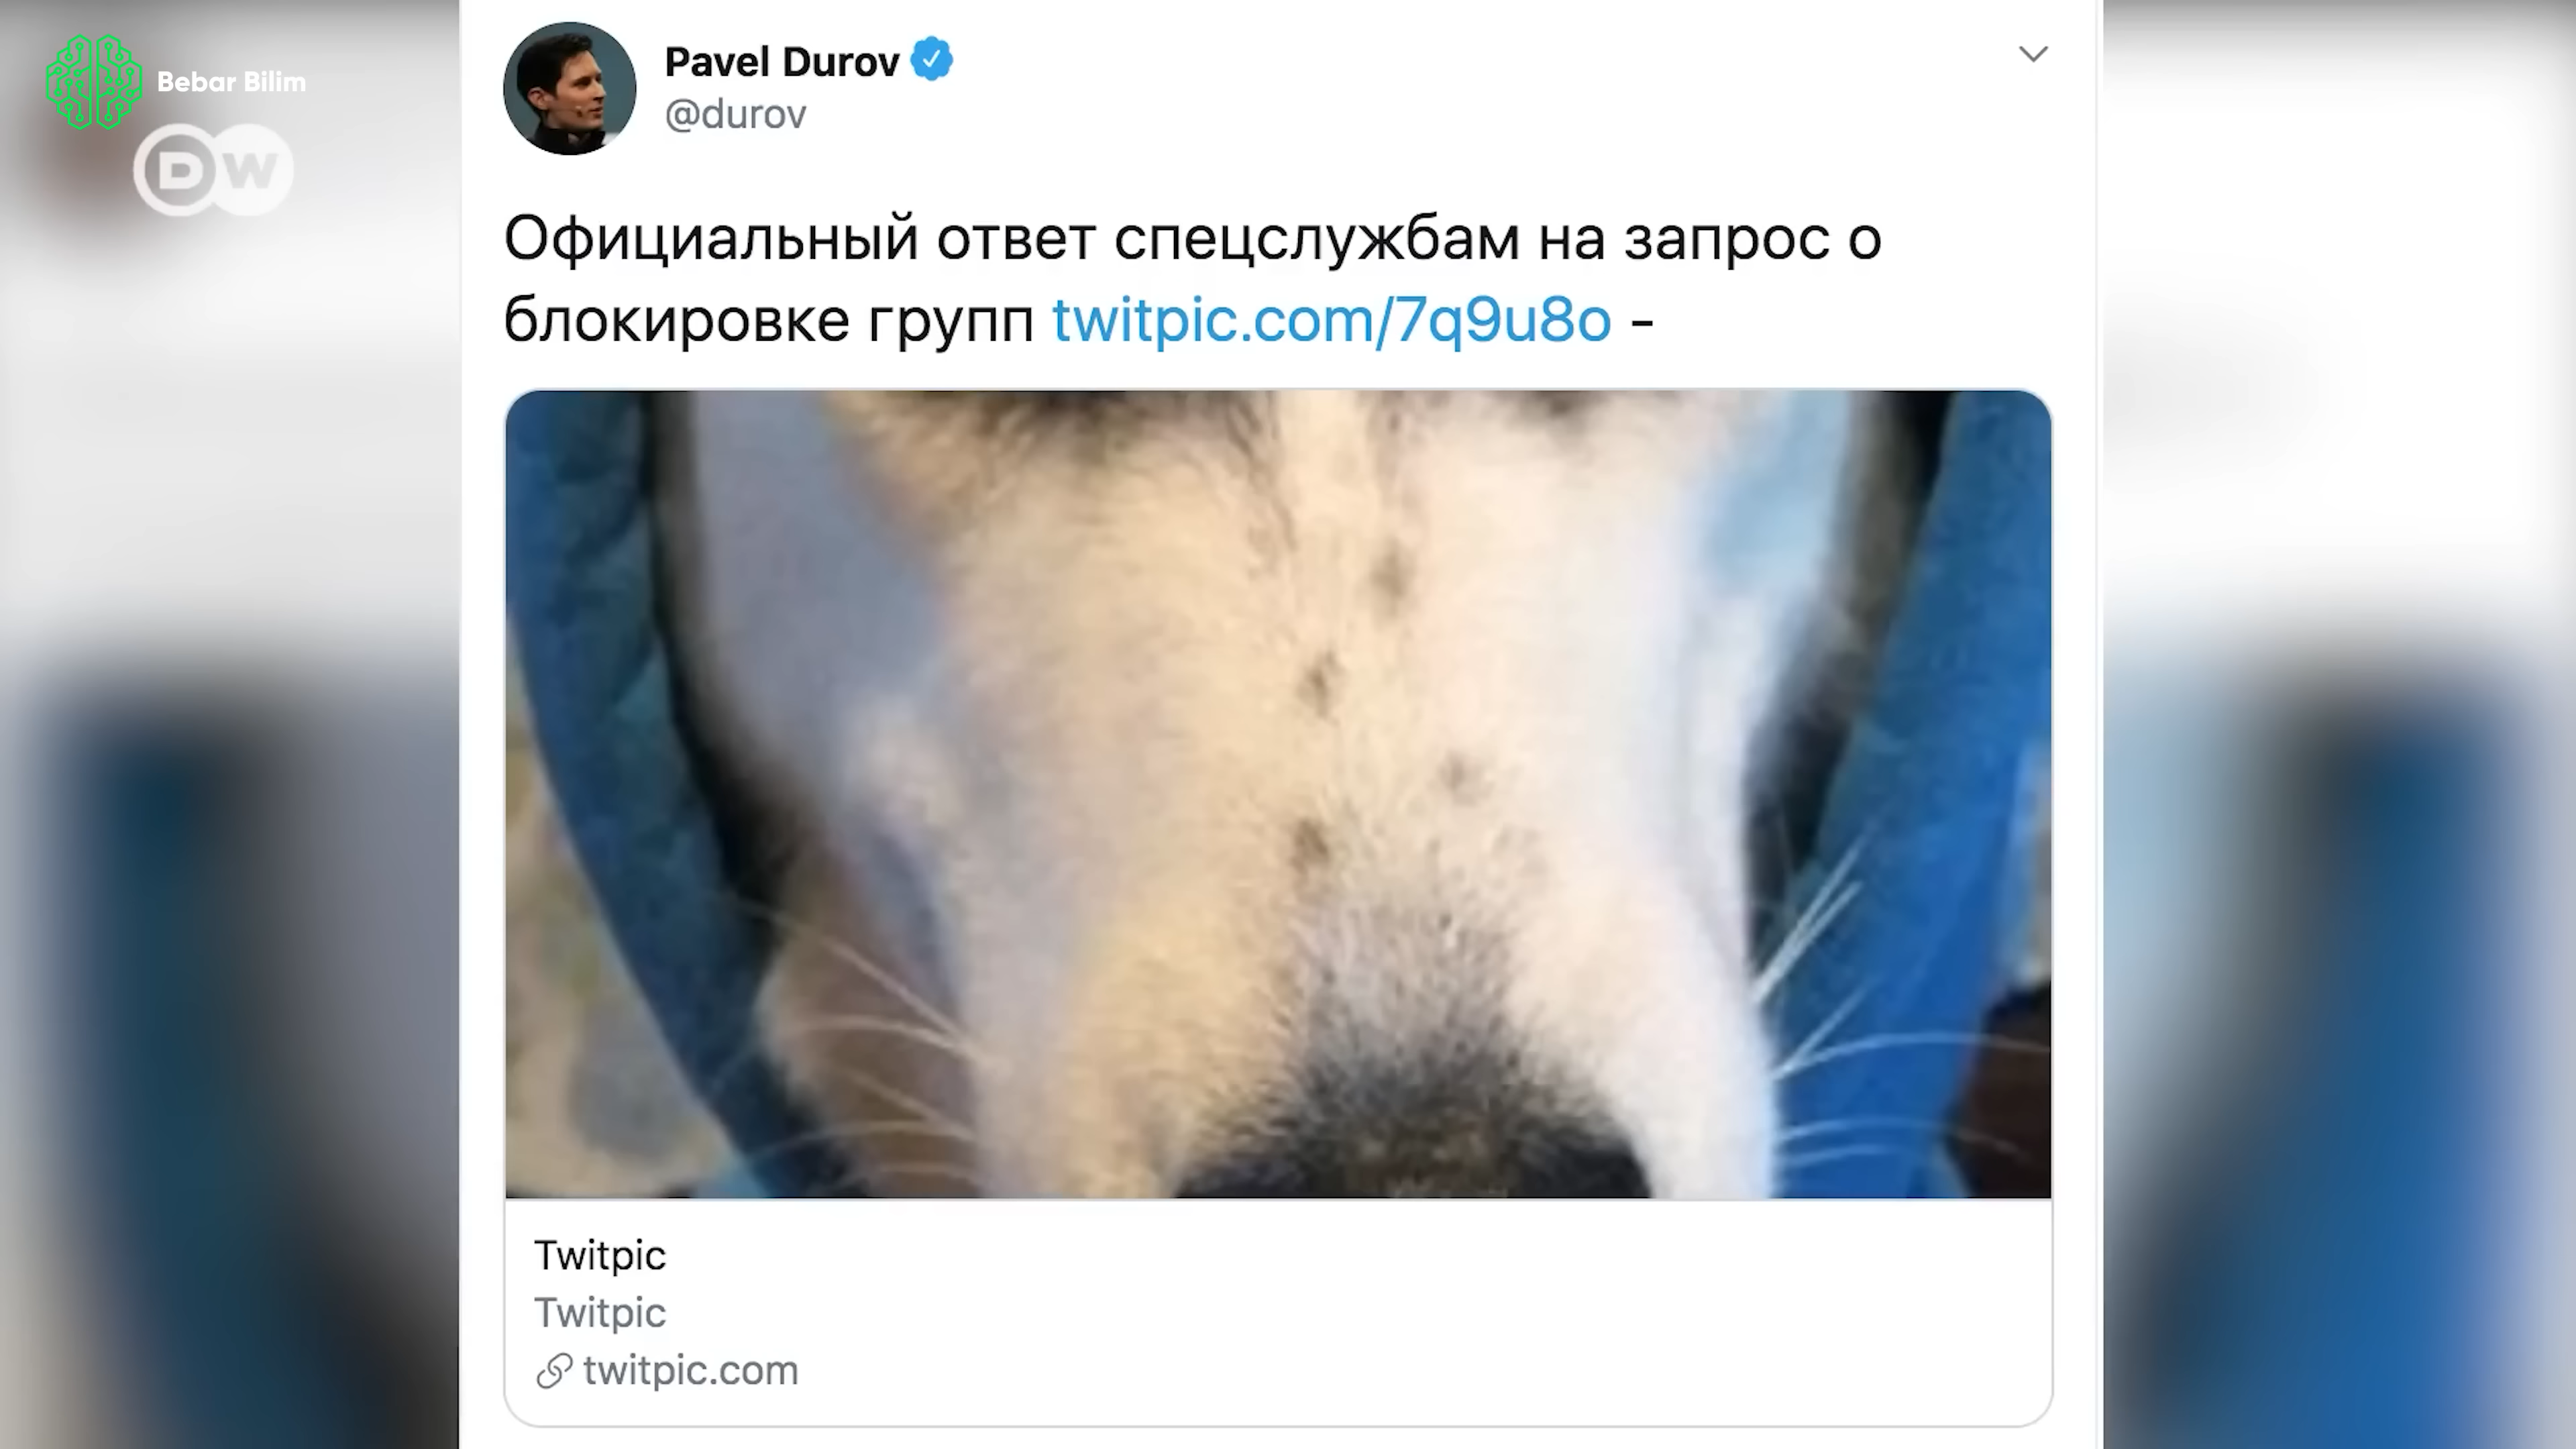 Bebar Bilim
DW
Pavel Durov
@durov
Официальный ответ спецслужбам на запрос о
блокировке групп twitpic.com/7q9u8o -
Twitpic
Twitpic
twitpic.com